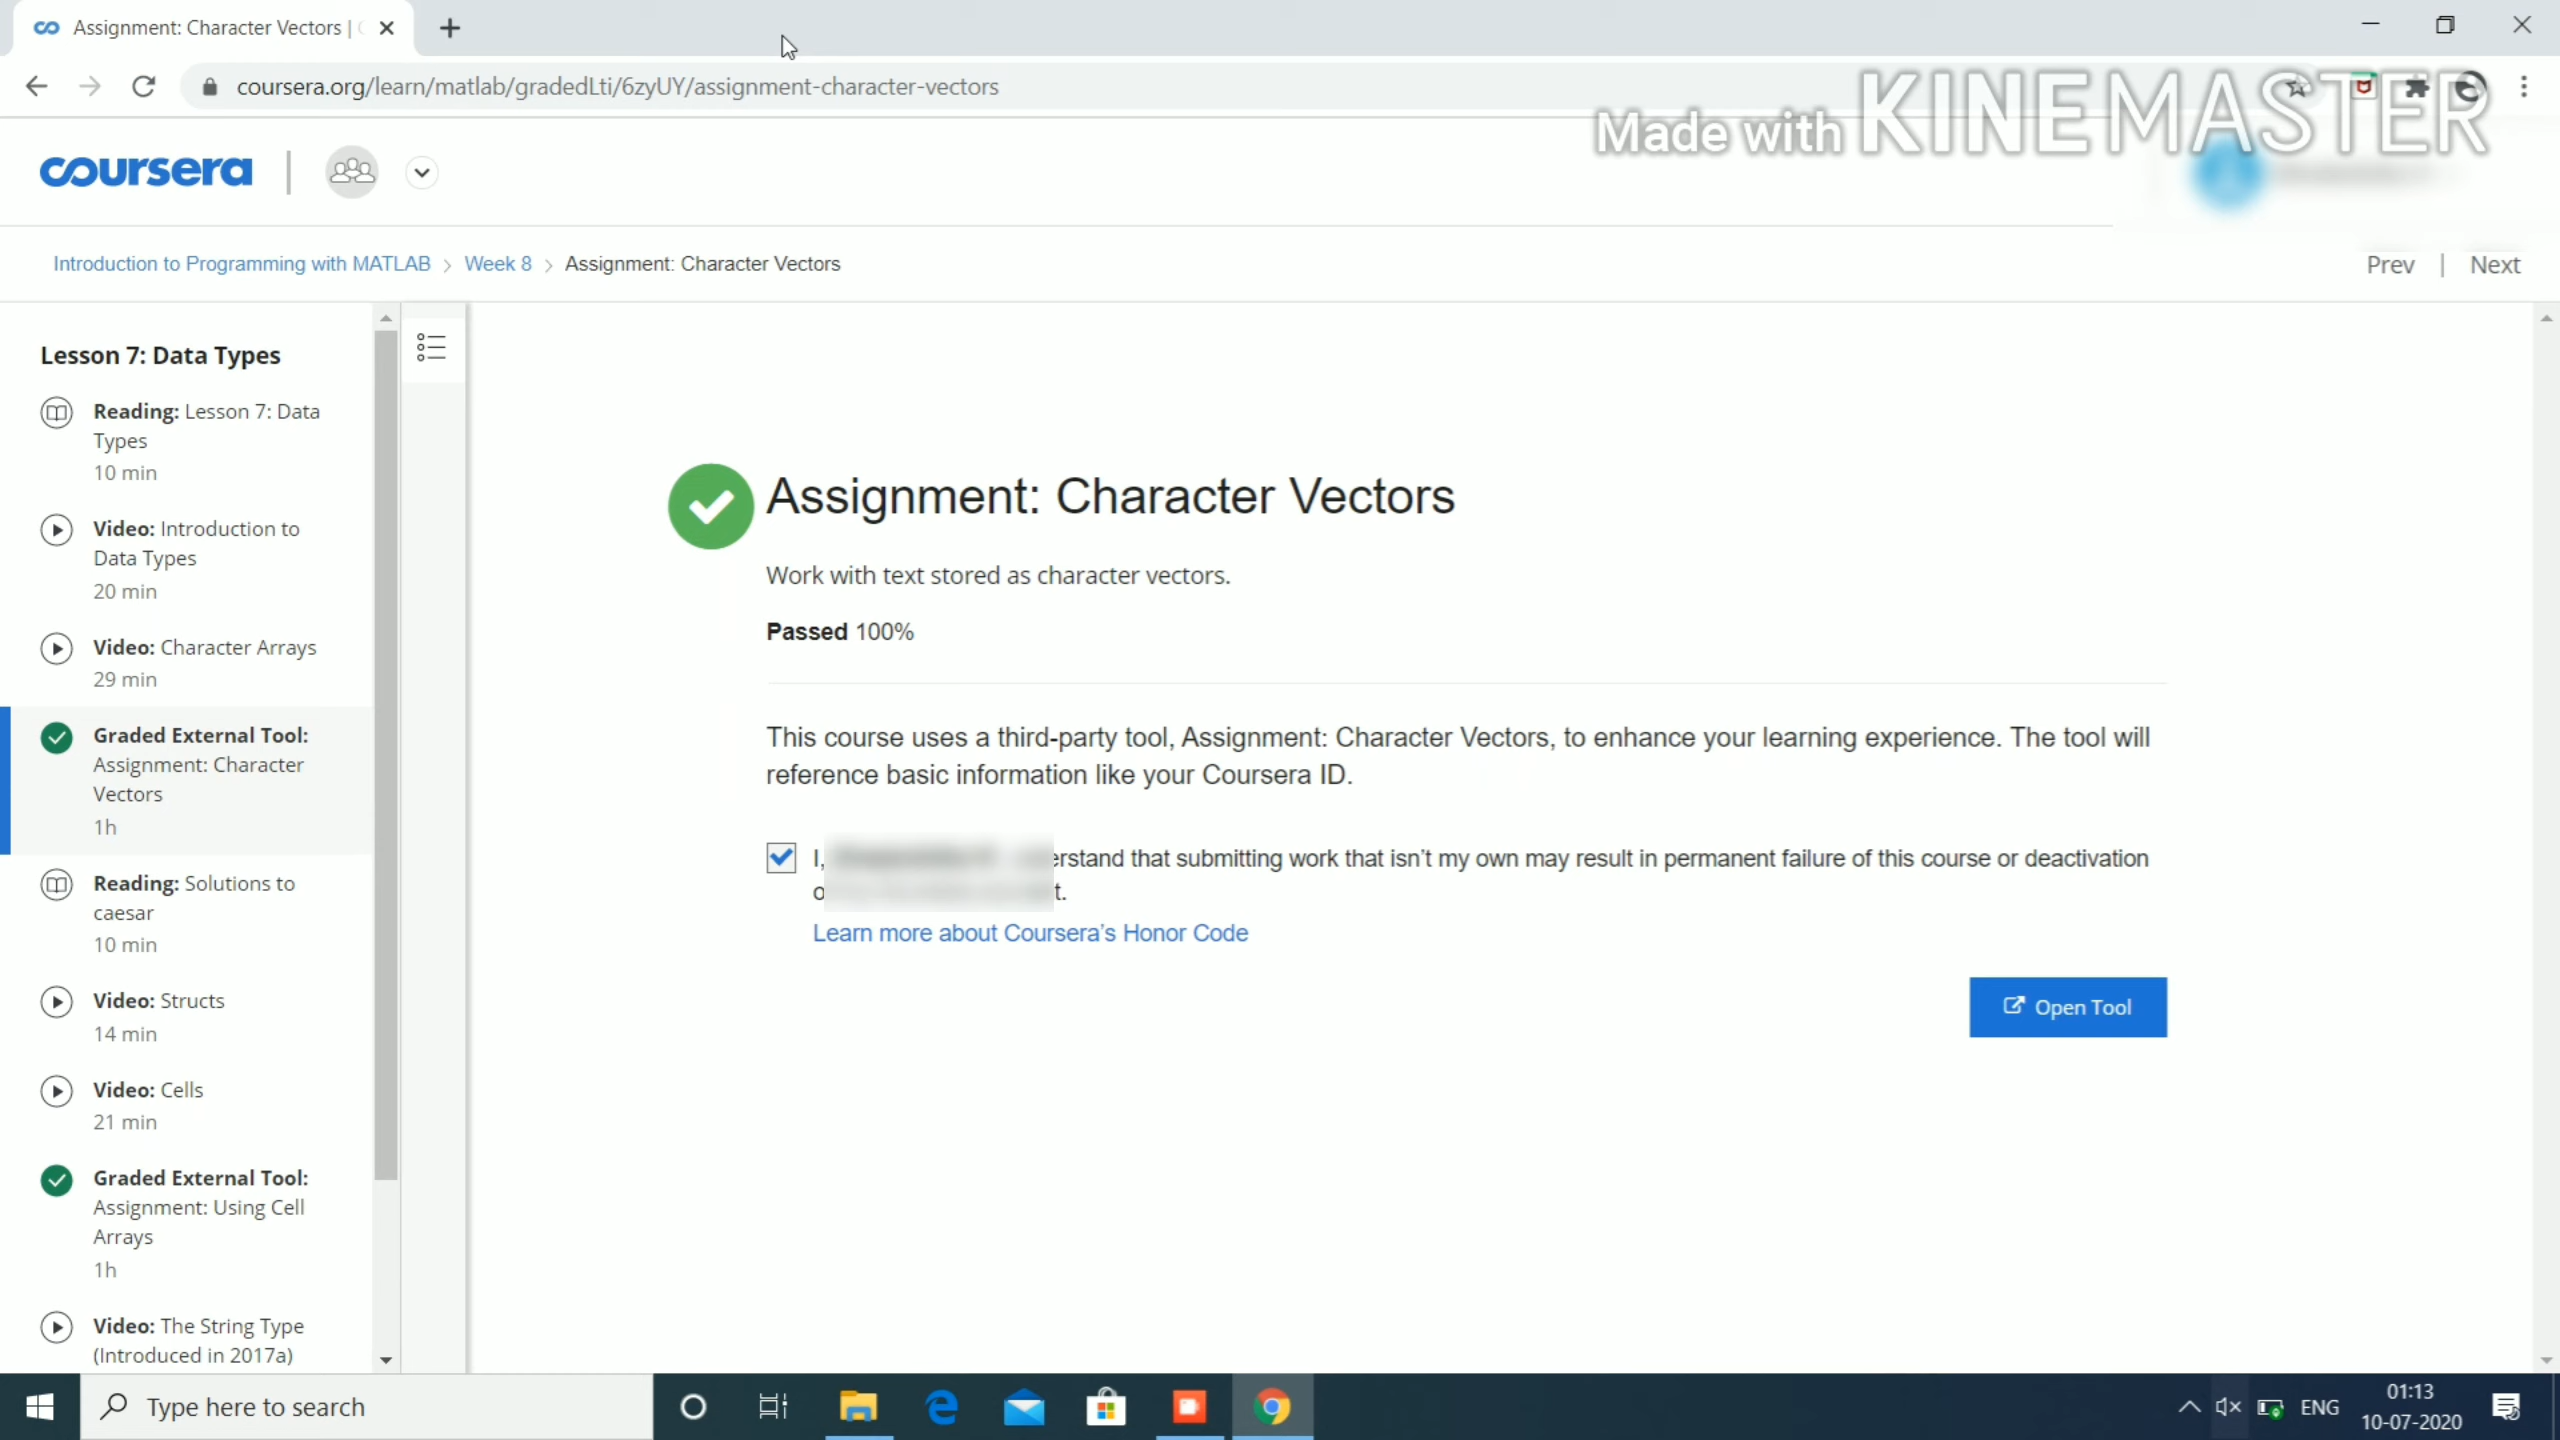 Assignment: Character Vectors |
coursera.org/learn/matlab/gradedLti/6zyUY/assignment-character-vectors
Made with KINEMASTER
coursera
Introduction to Programming with MATLAB > Week 8 > Assignment: Character Vectors
Prev | Next
Lesson 7: Data Types
Reading: Lesson 7: Data
Types
10 min
Video: Introduction to
Data Types
20 min
Video: Character Arrays
29 min
Graded External Tool:
Assignment: Character
Vectors
1h
Reading: Solutions to
caesar
10 min
Video: Structs
14 min
Video: Cells
21 min
Graded External Tool:
Assignment: Using Cell
Arrays
1h
Video: The String Type
(Introduced in 2017a)
Assignment: Character Vectors
Work with text stored as character vectors.
Passed 100%
This course uses a third-party tool, Assignment: Character Vectors, to enhance your learning experience. The tool will
reference basic information like your Coursera ID.
I, erstand that submitting work that isn't my own may result in permanent failure of this course or deactivation
o t.
Learn more about Coursera's Honor Code
Open Tool
Type here to search
ENG
01:13
10-07-2020